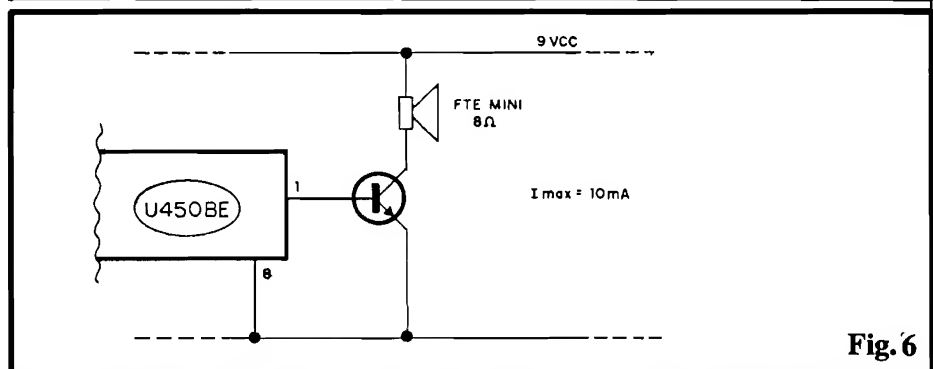 9 VCC
FTE MINI
8Ω
1
U450BE
I max = 10mA
8
Fig. 6